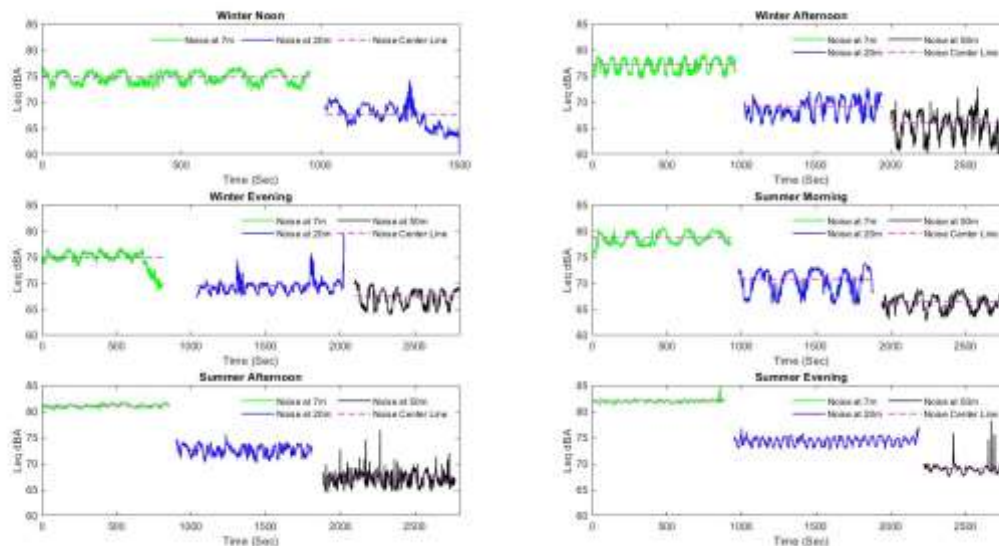 Winter Noon
85
80
75
70
65
60
Leq dBA
Noise at 7m Noise at 20m Noise Center Line
0 500 1000 1500
Time (Sec)
Winter Afternoon
85
80
75
70
65
60
Leq dBA
Noise at 7m Noise at 50m
Noise at 20m Noise Center Line
0 500 1000 1500 2000 2500
Time (Sec)
Winter Evening
85
80
75
70
65
60
Leq dBA
Noise at 7m Noise at 50m
Noise at 20m Noise Center Line
0 500 1000 1500 2000 2500
Time (Sec)
Summer Morning
85
80
75
70
65
60
Leq dBA
Noise at 7m Noise at 50m
Noise at 20m Noise Center Line
0 500 1000 1500 2000 2500
Time (Sec)
Summer Afternoon
85
80
75
70
65
60
Leq dBA
Noise at 7m Noise at 50m
Noise at 20m Noise Center Line
0 500 1000 1500 2000 2500
Time (Sec)
Summer Evening
85
80
75
70
65
60
Leq dBA
Noise at 7m Noise at 50m
Noise at 20m Noise Center Line
0 500 1000 1500 2000 2500
Time (Sec)